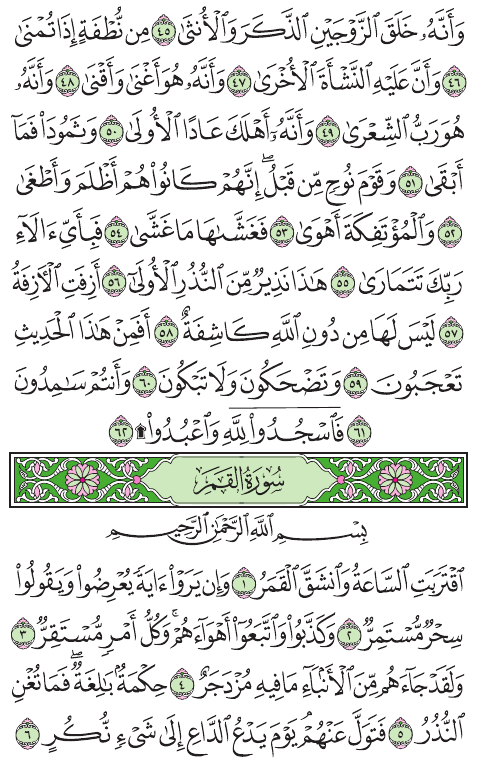 وَأَنَّهُۥ خَلَقَ ٱلزَّوۡجَيۡنِ ٱلذَّكَرَ وَٱلۡأُنثَىٰ ٤٥ مِن نُّطۡفَةٍ إِذَا تُمۡنَىٰ
٤٦ وَأَنَّ عَلَيۡهِ ٱلنَّشۡأَةَ ٱلۡأُخۡرَىٰ ٤٧ وَأَنَّهُۥ هُوَ أَغۡنَىٰ وَأَقۡنَىٰ ٤٨ وَأَنَّهُۥ
هُوَ رَبُّ ٱلشِّعۡرَىٰ ٤٩ وَأَنَّهُۥٓ أَهۡلَكَ عَادًا ٱلۡأُولَىٰ ٥٠ وَثَمُودَاْ فَمَآ
أَبۡقَىٰ ٥١ وَقَوۡمَ نُوحٖ مِّن قَبۡلُۖ إِنَّهُمۡ كَانُواْ هُمۡ أَظۡلَمَ وَأَطۡغَىٰ
٥٢ وَٱلۡمُؤۡتَفِكَةَ أَهۡوَىٰ ٥٣ فَغَشَّىٰهَا مَا غَشَّىٰ ٥٤ فَبِأَيِّ ءَالَآءِ
رَبِّكَ تَتَمَارَىٰ ٥٥ هَٰذَا نَذِيرٞ مِّنَ ٱلنُّذُرِ ٱلۡأُولَىٰٓ ٥٦ أَزِفَتِ ٱلۡأٓزِفَةُ
٥٧ لَيۡسَ لَهَا مِن دُونِ ٱللَّهِ كَاشِفَةٌ ٥٨ أَفَمِنۡ هَٰذَا ٱلۡحَدِيثِ
تَعۡجَبُونَ ٥٩ وَتَضۡحَكُونَ وَلَا تَبۡكُونَ ٦٠ وَأَنتُمۡ سَٰمِدُونَ
٦١ فَٱسۡجُدُواْۤ لِلَّهِۤ وَٱعۡبُدُواْ۩ ٦٢
سُورَةُ القَمَرِ
بِسۡمِ ٱللَّهِ ٱلرَّحۡمَٰنِ ٱلرَّحِيمِ
ٱقۡتَرَبَتِ ٱلسَّاعَةُ وَٱنشَقَّ ٱلۡقَمَرُ ١ وَإِن يَرَوۡاْ ءَايَةٗ يُعۡرِضُواْ وَيَقُولُواْ
سِحۡرٞ مُّسۡتَمِرّٞ ٢ وَكَذَّبُواْ وَٱتَّبَعُوٓاْ أَهۡوَآءَهُمۡۚ وَكُلُّ أَمۡرٖ مُّسۡتَقِرّٞ ٣
وَلَقَدۡ جَآءَهُم مِّنَ ٱلۡأَنۢبَآءِ مَا فِيهِ مُزۡدَجَرٌ ٤ حِكۡمَةُۢ بَٰلِغَةٞۖ فَمَا تُغۡنِ
ٱلنُّذُرُ ٥ فَتَوَلَّ عَنۡهُمۡۘ يَوۡمَ يَدۡعُ ٱلدَّاعِ إِلَىٰ شَيۡءٖ نُّكُرٍ ٦